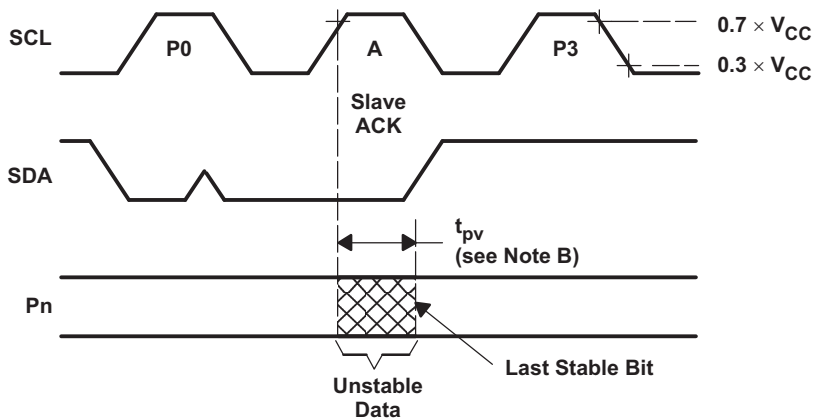 SCL
P0
A
P3
0.7 × VCC
0.3 × VCC
Slave
ACK
SDA
tpv
(see Note B)
Pn
Last Stable Bit
Unstable
Data